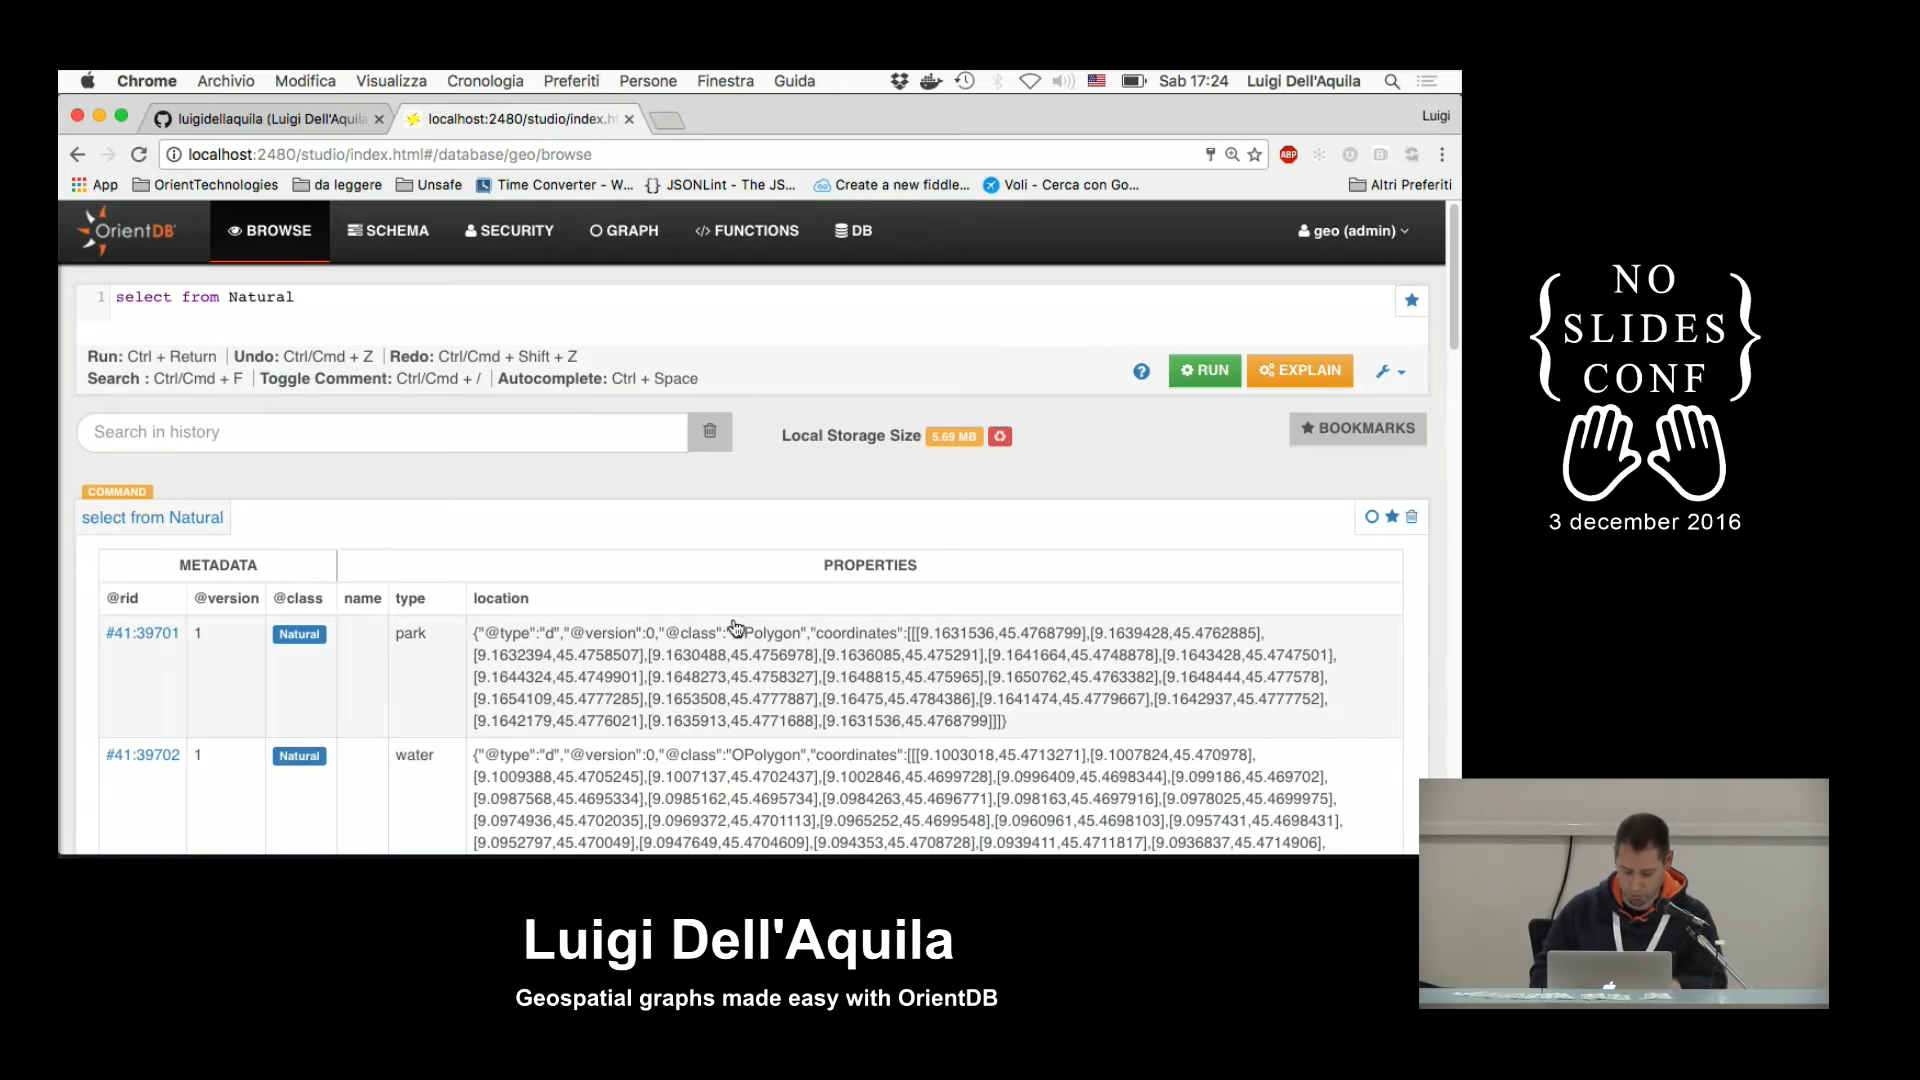 Chrome Archivio Modifica Visualizza Cronologia Preferiti Persone Finestra Guida Sab 17:24 Luigi Dell'Aquila
luigidellaquila (Luigi Dell'Aquila localhost:2480/studio/index.ht Luigi
localhost:2480/studio/index.html#/database/geo/browse ABP
App OrientTechnologies da leggere Unsafe Time Converter - W... {} JSONLint - The JS... Create a new fiddle... Voli - Cerca con Go... Altri Preferiti
OrientDB BROWSE SCHEMA SECURITY GRAPH </> FUNCTIONS DB geo (admin)
1 select from Natural
Run: Ctrl + Return | Undo: Ctrl/Cmd + Z | Redo: Ctrl/Cmd + Shift + Z
Search : Ctrl/Cmd + F | Toggle Comment: Ctrl/Cmd + / | Autocomplete: Ctrl + Space
? RUN EXPLAIN
Search in history Local Storage Size 5.69 MB BOOKMARKS
COMMAND
select from Natural
METADATA PROPERTIES
@rid @version @class name type location
#41:39701 1 Natural park {"@type":"d","@version":0,"@class":"OPolygon","coordinates":[[[9.1631536,45.4768799],[9.1639428,45.4762885],
[9.1632394,45.4758507],[9.1630488,45.4756978],[9.1636085,45.475291],[9.1641664,45.4748878],[9.1643428,45.4747501],
[9.1644324,45.4749901],[9.1648273,45.4758327],[9.1648815,45.475965],[9.1650762,45.4763382],[9.1648444,45.477578],
[9.1654109,45.4777285],[9.1653508,45.4777887],[9.16475,45.4784386],[9.1641474,45.4779667],[9.1642937,45.4777752],
[9.1642179,45.4776021],[9.1635913,45.4771688],[9.1631536,45.4768799]]]}
#41:39702 1 Natural water {"@type":"d","@version":0,"@class":"OPolygon","coordinates":[[[9.1003018,45.4713271],[9.1007824,45.470978],
[9.1009388,45.4705245],[9.1007137,45.4702437],[9.1002846,45.4699728],[9.0996409,45.4698344],[9.099186,45.469702],
[9.0987568,45.4695334],[9.0985162,45.4695734],[9.0984263,45.4696771],[9.098163,45.4697916],[9.0978025,45.4699975],
[9.0974936,45.4702035],[9.0969372,45.4701113],[9.0965252,45.4699548],[9.0960961,45.4698103],[9.0957431,45.4698431],
[9.0952797,45.470049],[9.0947649,45.4704609],[9.094353,45.4708728],[9.0939411,45.4711817],[9.0936837,45.4714906],
NO
SLIDES
CONF
3 december 2016
Luigi Dell'Aquila
Geospatial graphs made easy with OrientDB